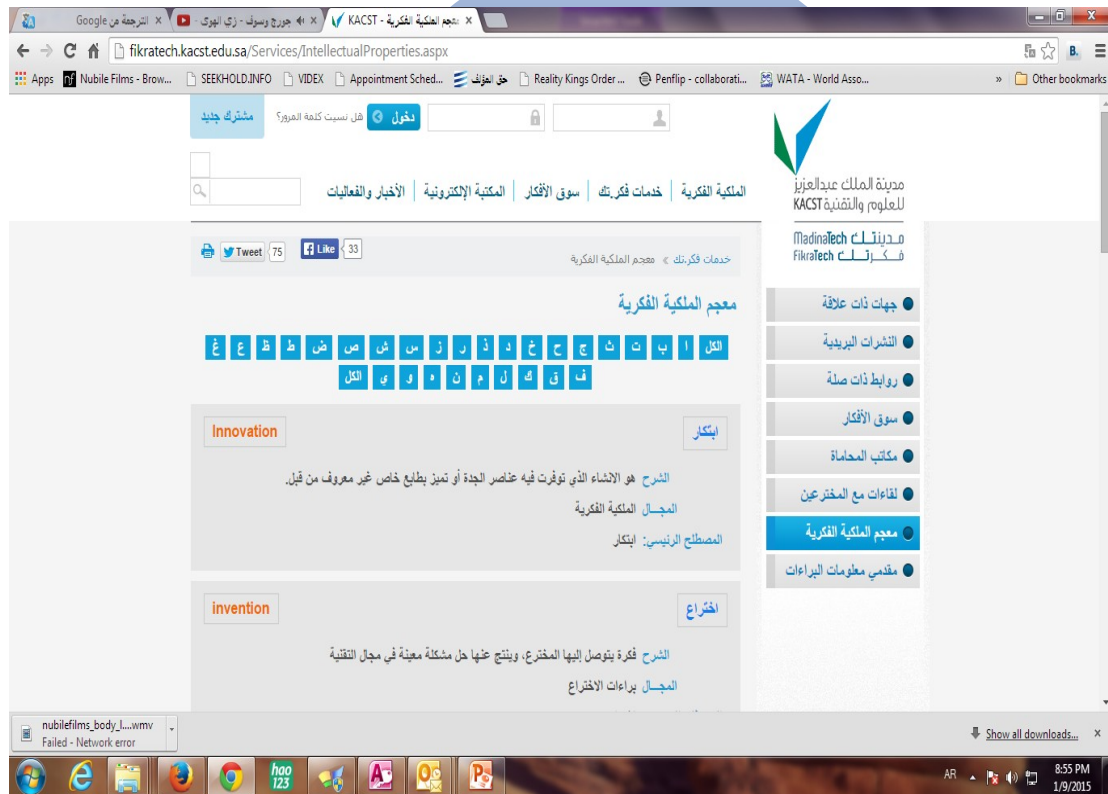 الترجمة من Google
جورج وسوف - زي الهوى -
معجم الملكية الفكرية - KACST
fikratech.kacst.edu.sa/Services/IntellectualProperties.aspx
Apps
Nubile Films - Brow...
SEEKHOLD.INFO
VIDEX
Appointment Sched...
حق المؤلف
Reality Kings Order ...
Penflip - collaborati...
WATA - World Asso...
»
Other bookmarks
مشترك جديد
هل نسيت كلمة المرور؟
دخول
مدينة الملك عبدالعزيز
للعلوم والتقنية KACST
الملكية الفكرية | خدمات فكرتك | سوق الأفكار | المكتبة الإلكترونية | الأخبار والفعاليات
MadinaTech مدينتك
FikraTech فكرتك
Tweet 75
Like 33
خدمات فكرتك » معجم الملكية الفكرية
معجم الملكية الفكرية
الكل ا ب ت ث ج ح خ د ذ ر ز س ش ص ض ط ظ ع غ
ف ق ك ل م ن ه و ي الكل
جهات ذات علاقة
النشرات البريدية
روابط ذات صلة
سوق الأفكار
مكاتب المحاماة
لقاءات مع المخترعين
معجم الملكية الفكرية
مقدمي معلومات البراءات
ابتكار
Innovation
الشرح هو الانشاء الذي توفرت فيه عناصر الجدة أو تميز بطابع خاص غير معروف من قبل.
المجــال الملكية الفكرية
المصطلح الرئيسي: ابتكار
اختراع
invention
الشرح فكرة يتوصل إليها المخترع، وينتج عنها حل مشكلة معينة في مجال التقنية
المجــال براءات الاختراع
nubilefilms_body_l....wmv
Failed - Network error
Show all downloads...
hao
123
AR
8:55 PM
1/9/2015